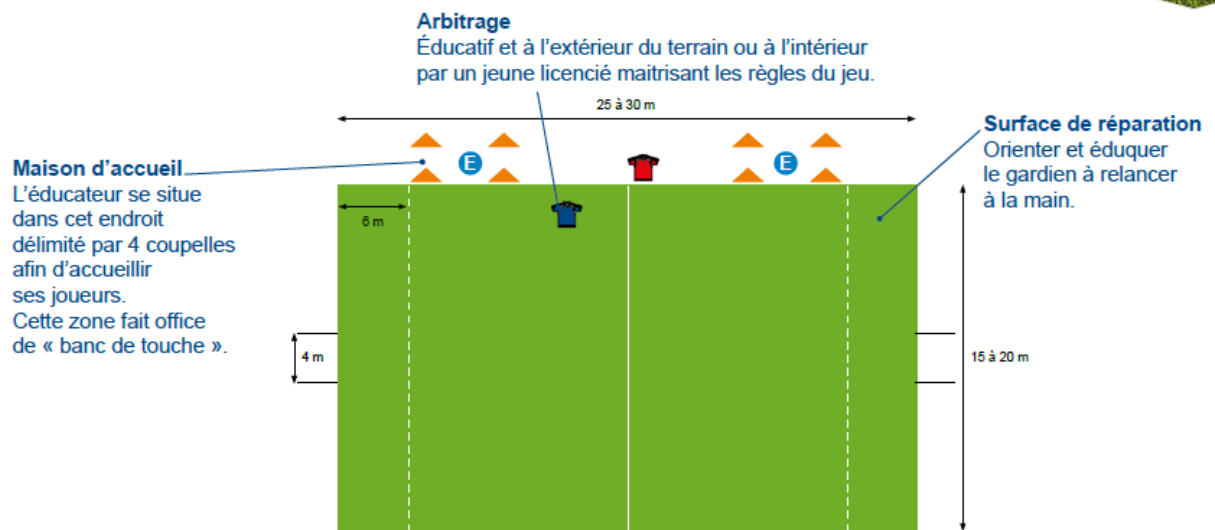 Arbitrage
Éducatif et à l'extérieur du terrain ou à l'intérieur
par un jeune licencié maitrisant les règles du jeu.
25 à 30 m
Maison d'accueil
L'éducateur se situe
dans cet endroit
délimité par 4 coupelles
afin d'accueillir
ses joueurs.
Cette zone fait office
de « banc de touche ».
E
E
Surface de réparation
Orienter et éduquer
le gardien à relancer
à la main.
6 m
4 m
15 à 20 m